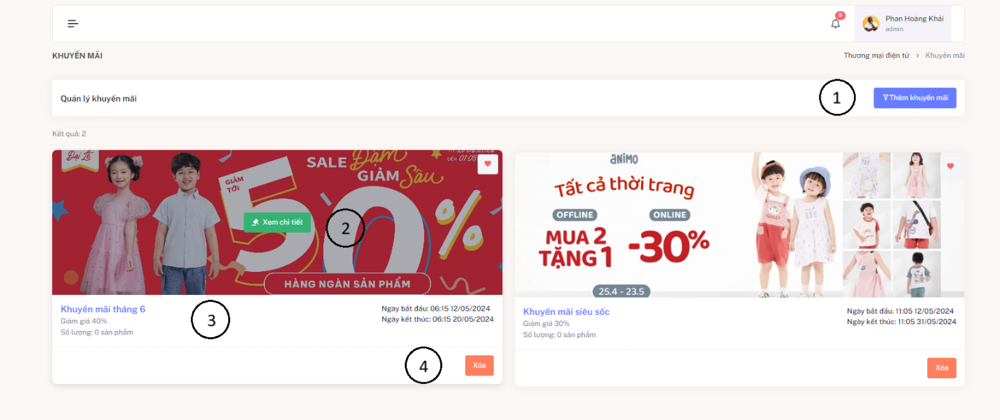 5
Phan Hoàng Khải
admin
KHUYẾN MÃI
Thương mại điện tử > Khuyến mãi
Quản lý khuyến mãi
1
Thêm khuyến mãi
Kết quả: 2
Đại Lễ
SALE Đậm
GIẢM Sâu
ĐẾN 01.05
GIẢM
TỚI
50%
Xem chi tiết
2
HÀNG NGÀN SẢN PHẨM
Khuyến mãi tháng 6
Giảm giá 40%
Số lượng: 0 sản phẩm
3
Ngày bắt đầu: 06:15 12/05/2024
Ngày kết thúc: 06:15 20/05/2024
4
Xóa
aNiMO
Tất cả thời trang
OFFLINE
ONLINE
MUA 2
TẶNG 1
-30%
25.4 - 23.5
Khuyến mãi siêu sốc
Giảm giá 30%
Số lượng: 0 sản phẩm
Ngày bắt đầu: 11:05 12/05/2024
Ngày kết thúc: 11:05 31/05/2024
Xóa